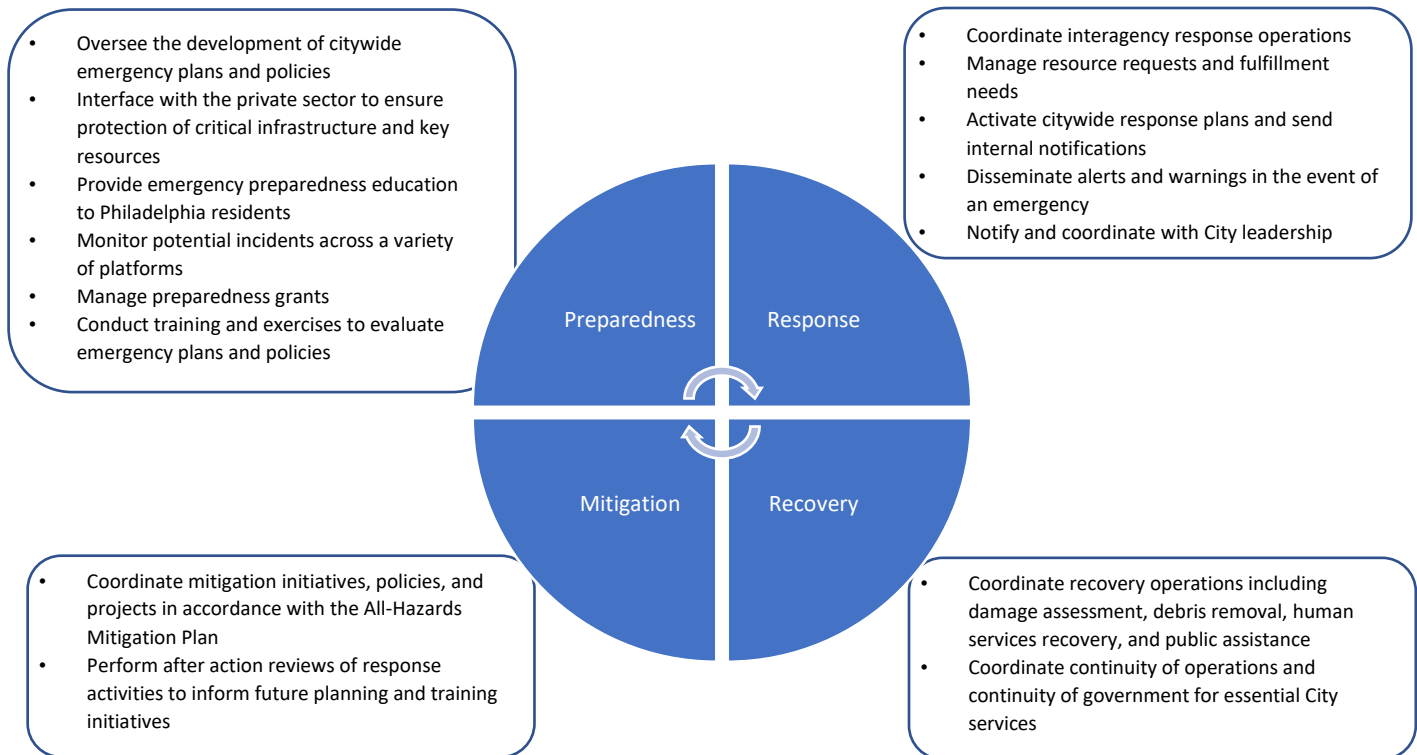 • Oversee the development of citywide
emergency plans and policies
• Interface with the private sector to ensure
protection of critical infrastructure and key
resources
• Provide emergency preparedness education
to Philadelphia residents
• Monitor potential incidents across a variety
of platforms
• Manage preparedness grants
• Conduct training and exercises to evaluate
emergency plans and policies
• Coordinate interagency response operations
• Manage resource requests and fulfillment
needs
• Activate citywide response plans and send
internal notifications
• Disseminate alerts and warnings in the event of
an emergency
• Notify and coordinate with City leadership
Preparedness
Response
Mitigation
Recovery
• Coordinate mitigation initiatives, policies, and
projects in accordance with the All-Hazards
Mitigation Plan
• Perform after action reviews of response
activities to inform future planning and training
initiatives
• Coordinate recovery operations including
damage assessment, debris removal, human
services recovery, and public assistance
• Coordinate continuity of operations and
continuity of government for essential City
services